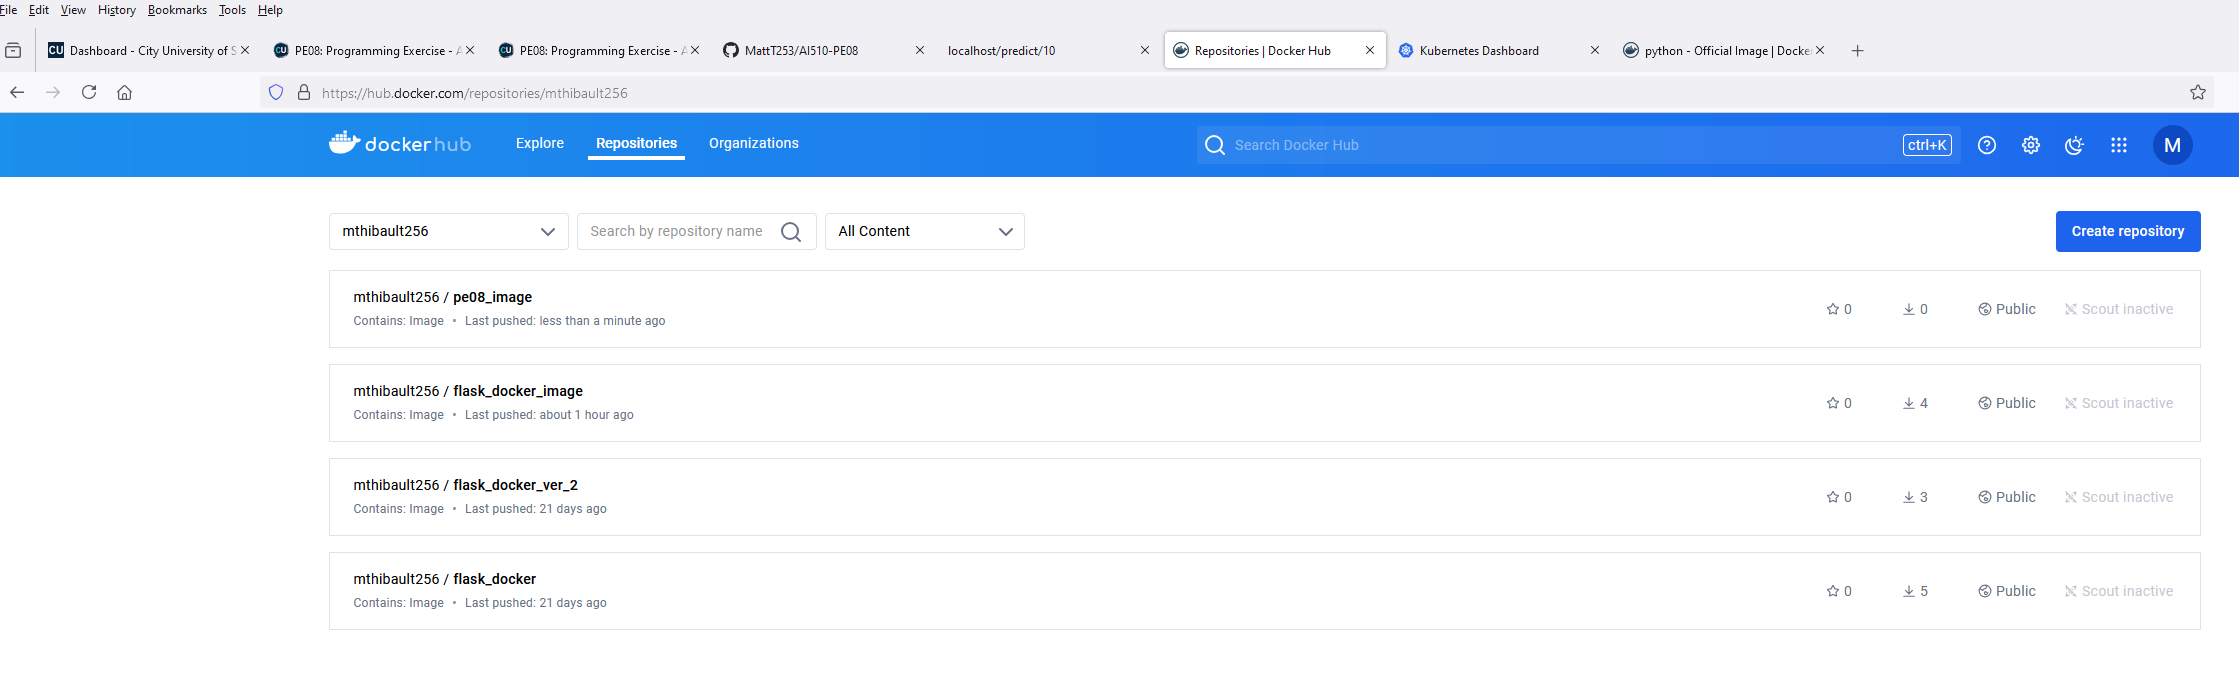 File Edit View History Bookmarks Tools Help
CU Dashboard - City University of S
CU PE08: Programming Exercise - A
CU PE08: Programming Exercise - A
MattT253/AI510-PE08
localhost/predict/10
Repositories | Docker Hub
Kubernetes Dashboard
python - Official Image | Docke
https://hub.docker.com/repositories/mthibault256
dockerhub Explore Repositories Organizations Search Docker Hub ctrl+K M
mthibault256 Search by repository name All Content Create repository
mthibault256 / pe08_image
Contains: Image • Last pushed: less than a minute ago
0 0 Public Scout inactive
mthibault256 / flask_docker_image
Contains: Image • Last pushed: about 1 hour ago
0 4 Public Scout inactive
mthibault256 / flask_docker_ver_2
Contains: Image • Last pushed: 21 days ago
0 3 Public Scout inactive
mthibault256 / flask_docker
Contains: Image • Last pushed: 21 days ago
0 5 Public Scout inactive